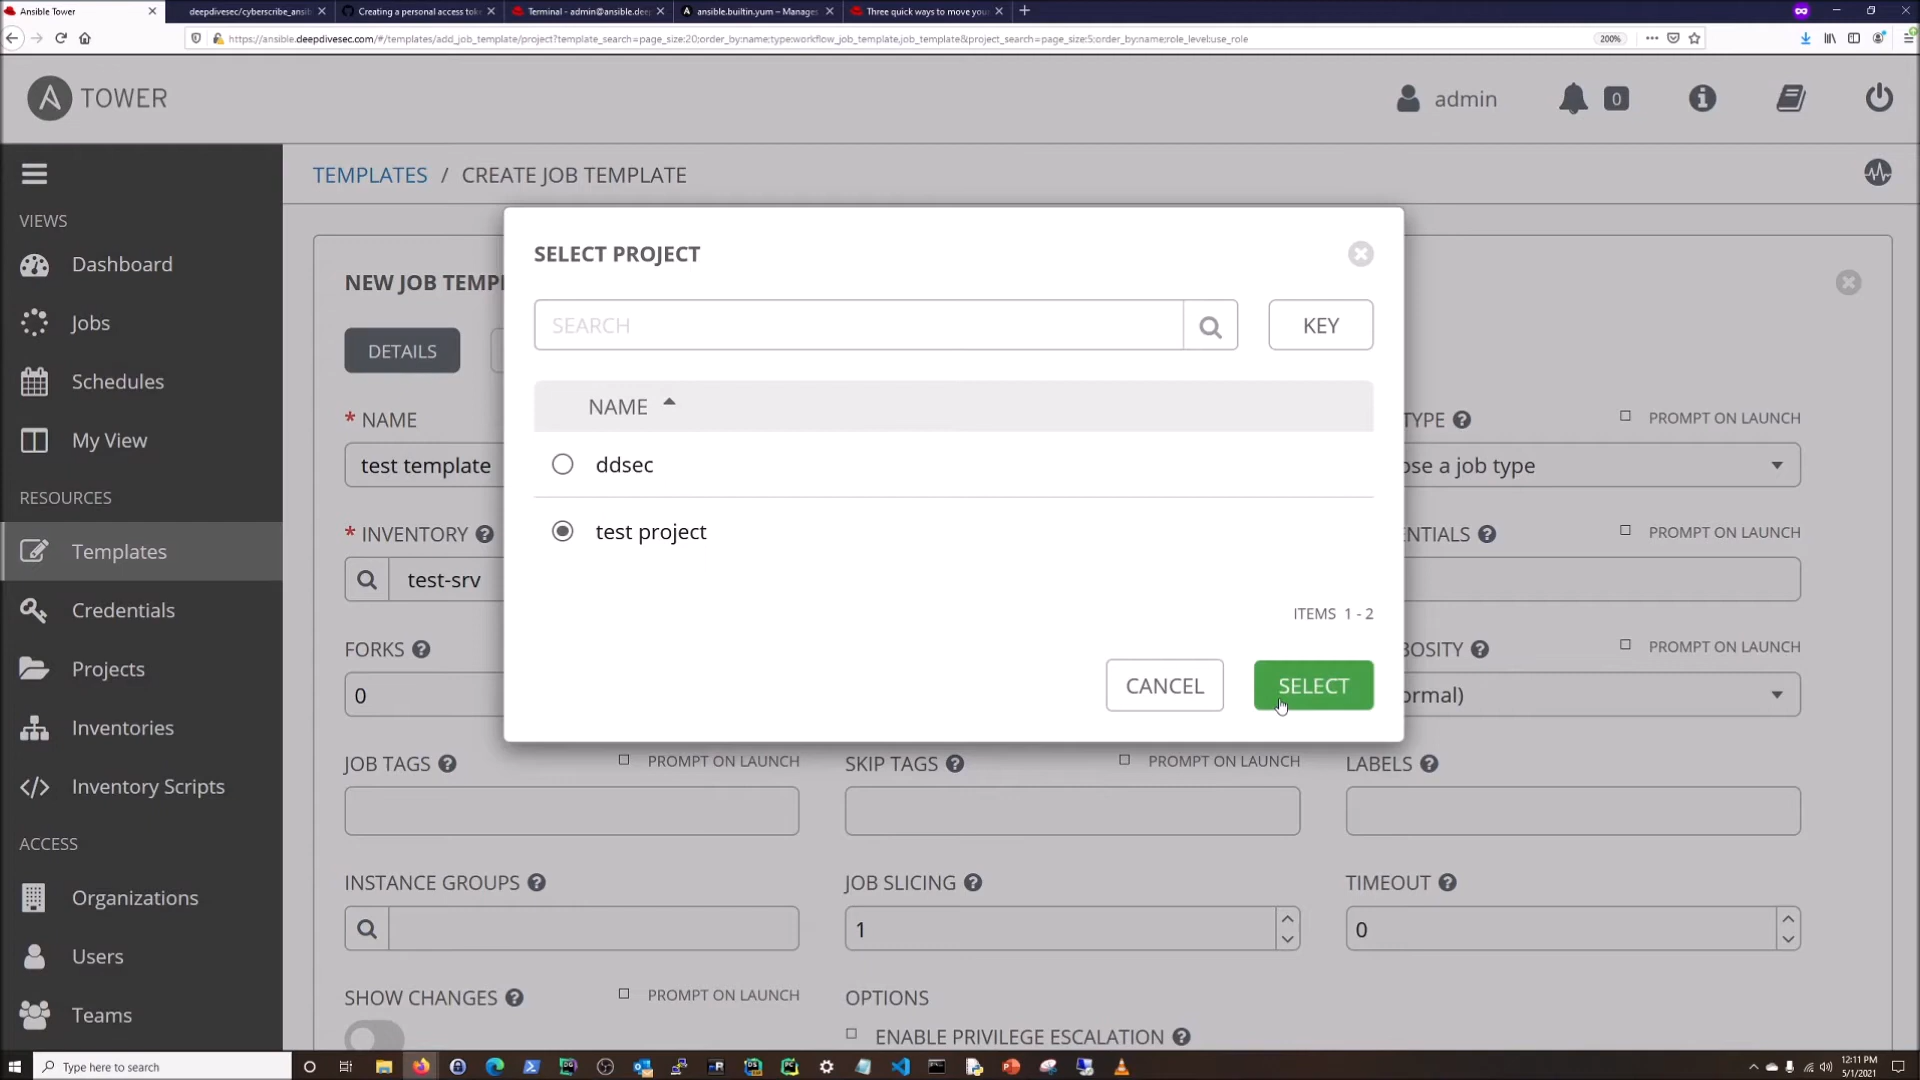 Ansible Tower
deepdivesec/cyberscribe_ansi
Creating a personal access tok
Terminal - admin@ansible.deep
ansible.builtin.yum – Manages
Three quick ways to move your
https://ansible.deepdivesec.com/#/templates/add_job_template/project?template_search=page_size:20;order_by:name;type:workflow_job_template,job_template&project_search=page_size:5;order_by:name;role_level:use_role
200%
A TOWER
admin
0
TEMPLATES / CREATE JOB TEMPLATE
VIEWS
Dashboard
Jobs
Schedules
My View
RESOURCES
Templates
Credentials
Projects
Inventories
Inventory Scripts
ACCESS
Organizations
Users
Teams
NEW JOB TEMPL
DETAILS
SELECT PROJECT
SEARCH
KEY
NAME
ddsec
test project
ITEMS 1 - 2
CANCEL
SELECT
* NAME
test template
TYPE PROMPT ON LAUNCH
ose a job type
* INVENTORY
test-srv
NTIALS PROMPT ON LAUNCH
FORKS
0
BOSITY PROMPT ON LAUNCH
ormal)
JOB TAGS PROMPT ON LAUNCH
SKIP TAGS PROMPT ON LAUNCH
LABELS
INSTANCE GROUPS
JOB SLICING
1
TIMEOUT
0
SHOW CHANGES PROMPT ON LAUNCH
OPTIONS
ENABLE PRIVILEGE ESCALATION
Type here to search
12:11 PM
5/1/2021